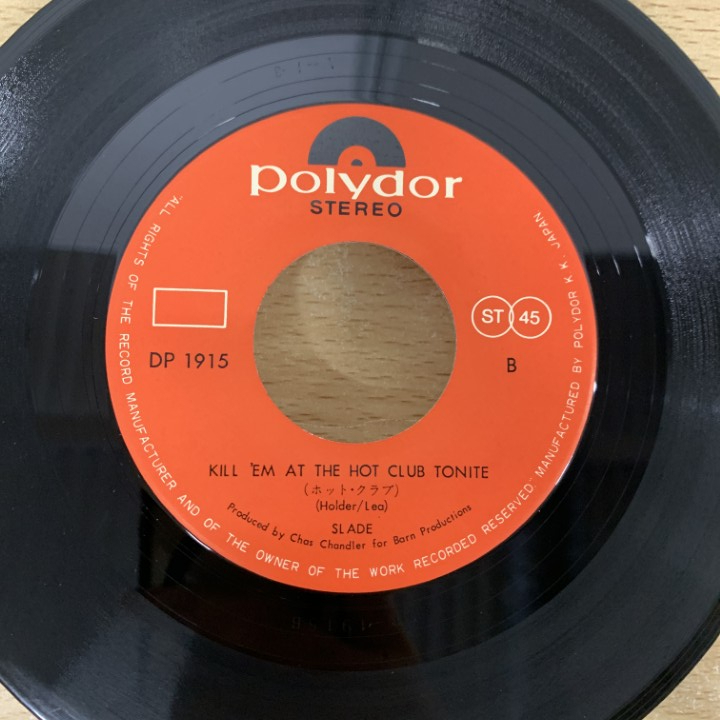 polydor
STEREO
ST 45
DP 1915
B
KILL 'EM AT THE HOT CLUB TONITE
(ホット・クラブ)
(Holder/Lea)
SLADE
Produced by Chas Chandler for Barn Productions
"ALL RIGHTS OF THE RECORD MANUFACTURER AND OF THE OWNER OF THE WORK RECORDED RESERVED" MANUFACTURED BY POLYDOR K. K. JAPAN